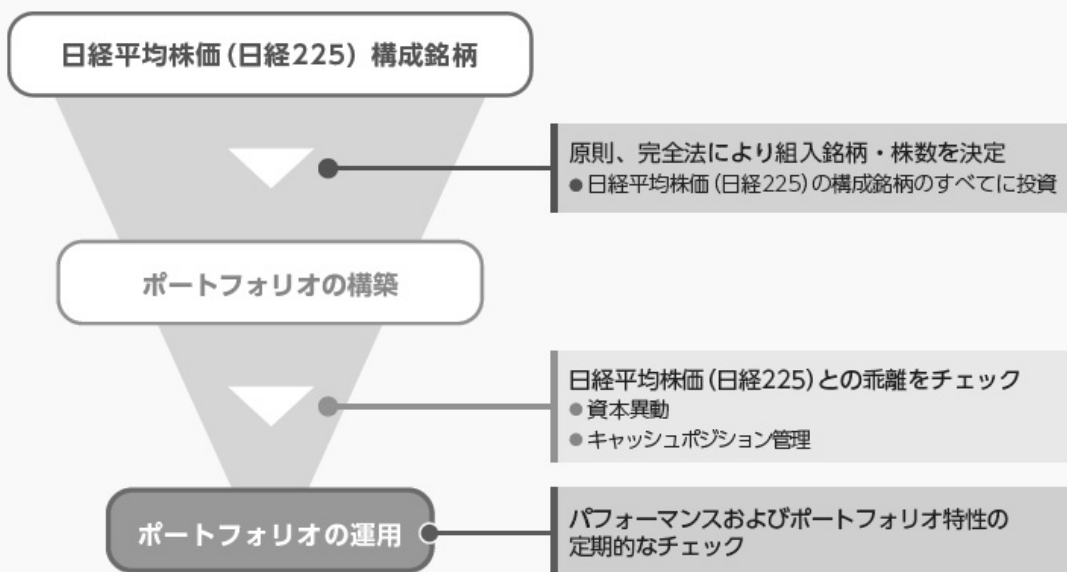 日経平均株価(日経225) 構成銘柄
原則、完全法により組入銘柄・株数を決定
●日経平均株価(日経225)の構成銘柄のすべてに投資
ポートフォリオの構築
日経平均株価(日経225)との乖離をチェック
●資本異動
●キャッシュポジション管理
ポートフォリオの運用
パフォーマンスおよびポートフォリオ特性の
定期的なチェック